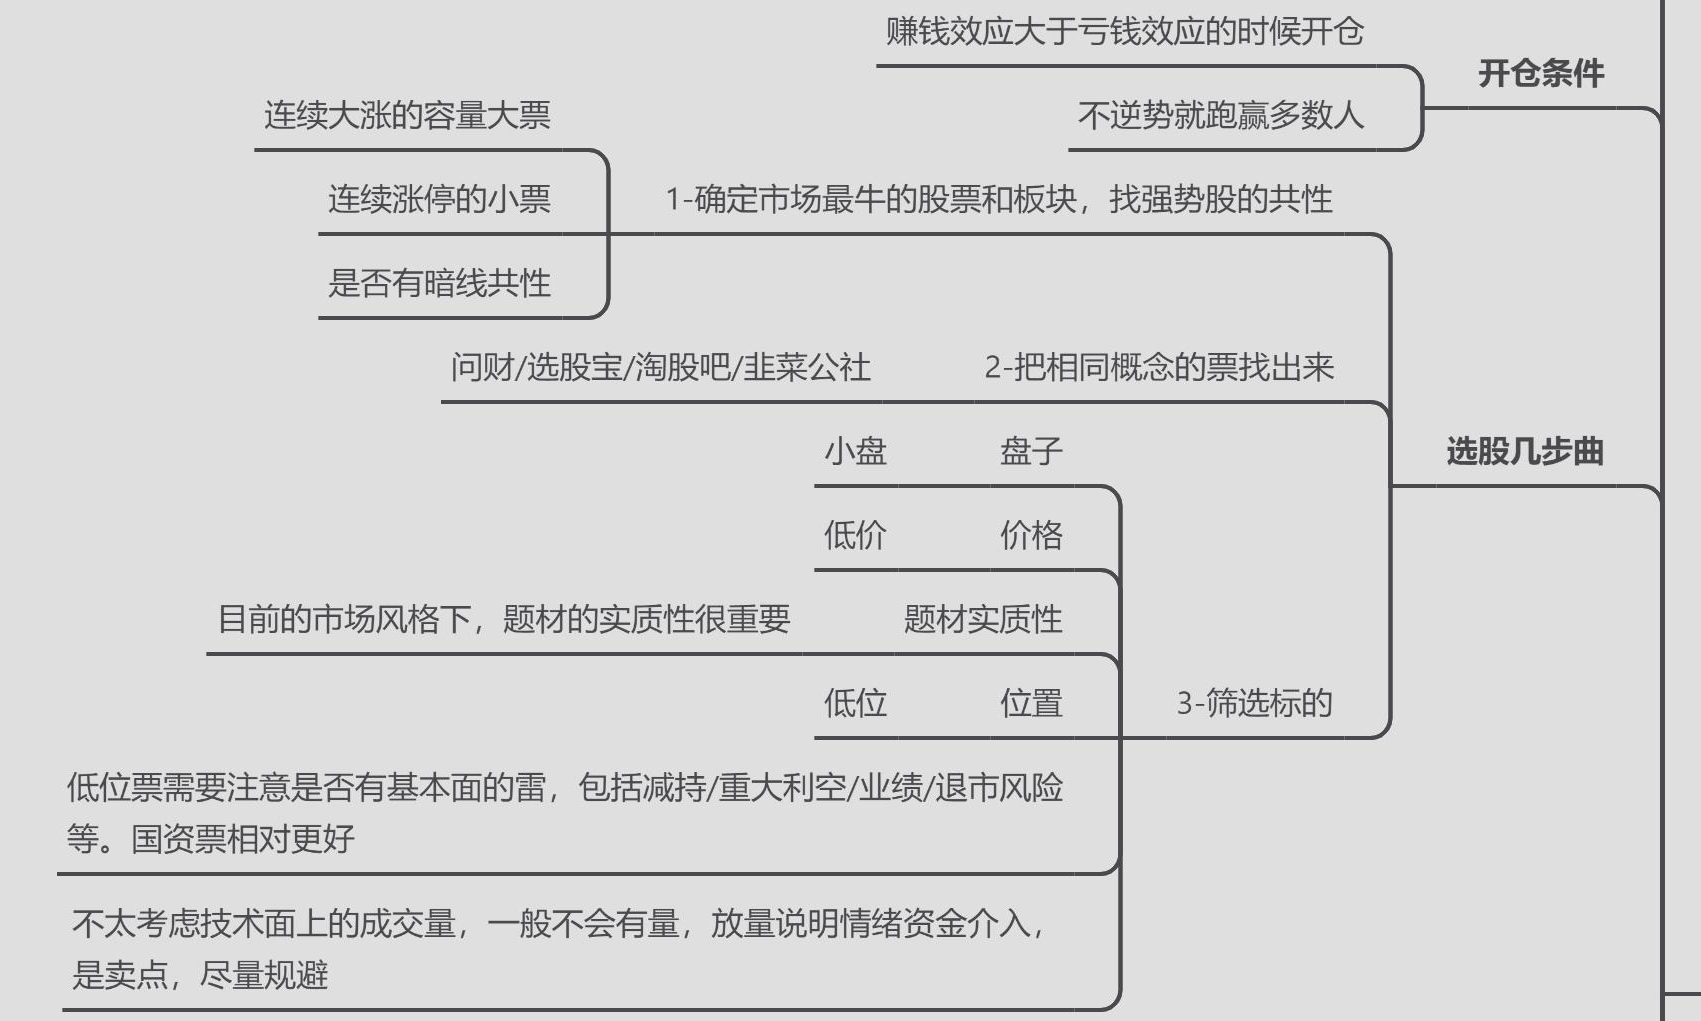 赚钱效应大于亏钱效应的时候开仓
开仓条件
不逆势就跑赢多数人
连续大涨的容量大票
连续涨停的小票
1-确定市场最牛的股票和板块，找强势股的共性
是否有暗线共性
问财/选股宝/淘股吧/韭菜公社
2-把相同概念的票找出来
选股几步曲
小盘
盘子
低价
价格
目前的市场风格下，题材的实质性很重要
题材实质性
低位
位置
3-筛选标的
低位票需要注意是否有基本面的雷，包括减持/重大利空/业绩/退市风险
等。国资票相对更好
不太考虑技术面上的成交量，一般不会有量，放量说明情绪资金介入，
是卖点，尽量规避